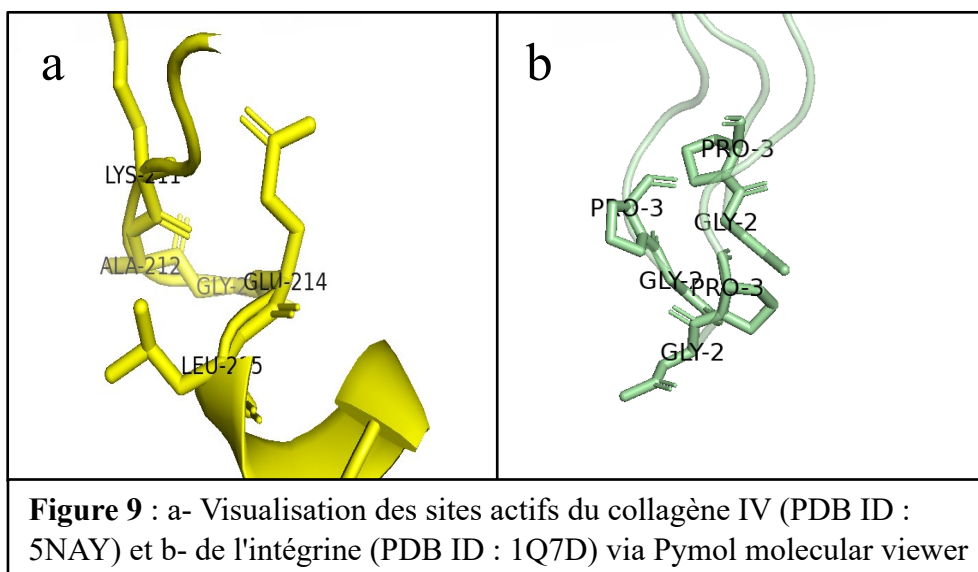 a
b
LYS-211
ALA-212
GLU-214
PRO-3
PRO-3
GLY-2
GLY-2
PRO-3
GLY-2
Figure 9 : a- Visualisation des sites actifs du collagène IV (PDB ID :
5NAY) et b- de l'intégrine (PDB ID : 1Q7D) via Pymol molecular viewer